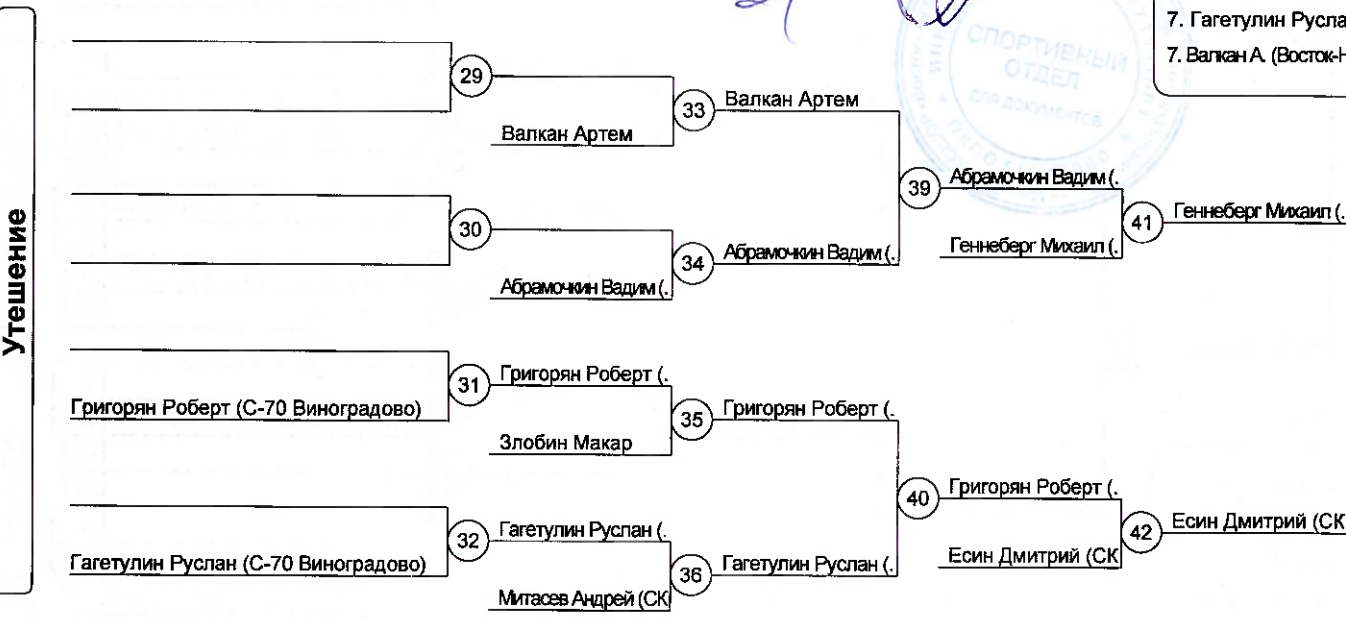 7. Гагетулин Русла
7. Валкан А. (Восток-Н
СПОРТИВНЫЙ
ОТДЕЛ
ДЛЯ ДОКУМЕНТОВ
Утешение
29
Валкан Артем
33
Валкан Артем
30
Абрамочкин Вадим (.
34
Абрамочкин Вадим (.
39
Абрамочкин Вадим (.
Геннеберг Михаил (.
41
Геннеберг Михаил (.
Григорян Роберт (С-70 Виноградово)
31
Григорян Роберт (.
Злобин Макар
35
Григорян Роберт (.
Гагетулин Руслан (С-70 Виноградово)
32
Гагетулин Руслан (.
Митасев Андрей (СК
36
Гагетулин Руслан (.
40
Григорян Роберт (.
Есин Дмитрий (СК
42
Есин Дмитрий (СК